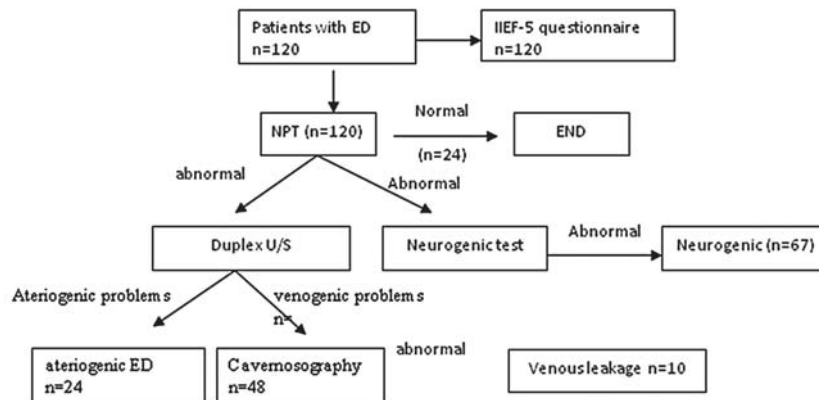 Patients with ED
n=120
IIEF-5 questionnaire
n=120
NPT (n=120)
Normal
(n=24)
END
abnormal
Abnormal
Duplex U/S
Neurogenic test
Abnormal
Neurogenic (n=67)
Ateriogenic problems
venogenic problems
n=
ateriogenic ED
n=24
Cavernosography
n=48
abnormal
Venous leakage n=10